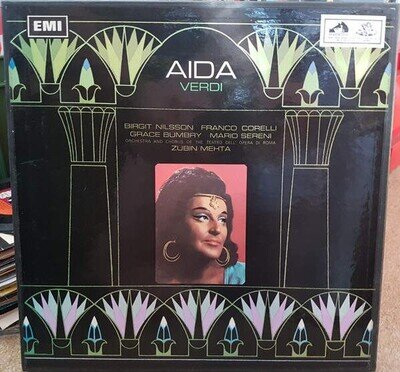 EMI
AIDA
VERDI
BIRGIT NILSSON FRANCO CORELLI
GRACE BUMBRY MARIO SERENI
ORCHESTRA AND CHORUS OF THE TEATRO DELL' OPERA DI ROMA
ZUBIN MEHTA